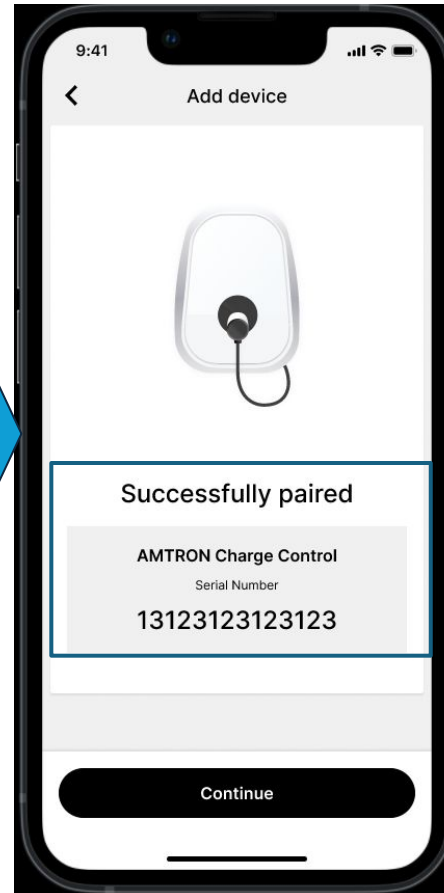 9:41
Add device
Successfully paired
AMTRON Charge Control
Serial Number
13123123123123
Continue